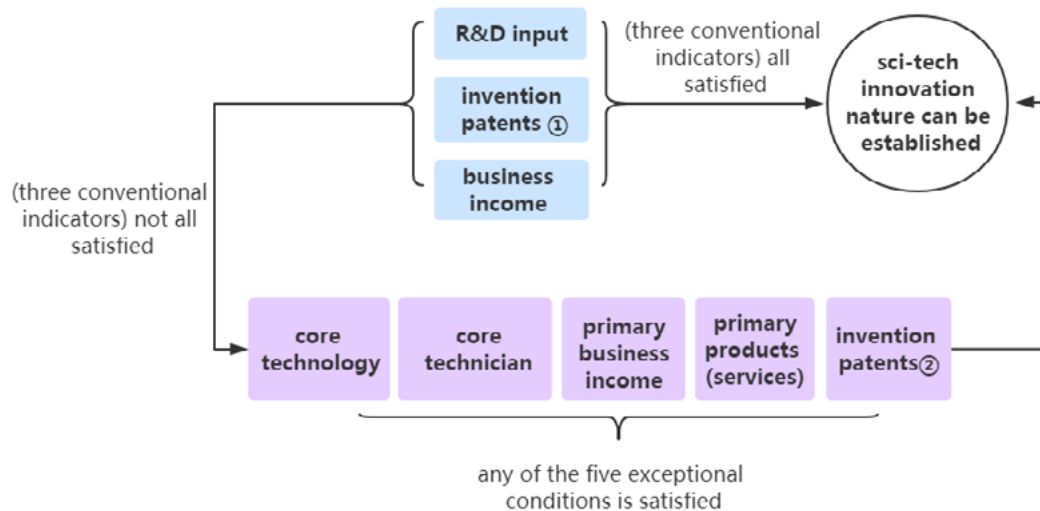 R&D input
invention
patents ①
business
income
(three conventional
indicators) all
satisfied
sci-tech
innovation
nature can be
established
(three conventional
indicators) not all
satisfied
core
technology
core
technician
primary
business
income
primary
products
(services)
invention
patents②
any of the five exceptional
conditions is satisfied